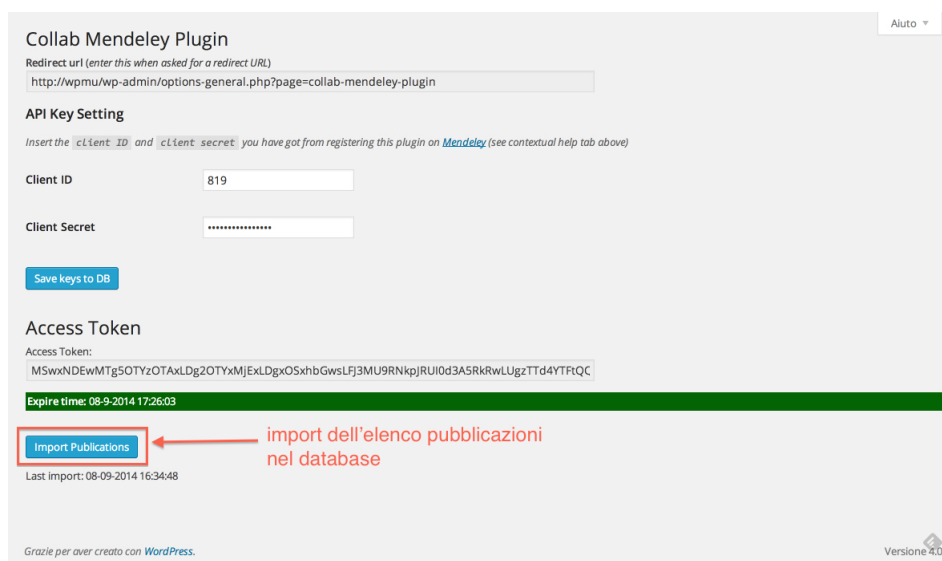 Aiuto
Collab Mendeley Plugin
Redirect url (enter this when asked for a redirect URL)
http://wpmu/wp-admin/options-general.php?page=collab-mendeley-plugin
API Key Setting
Insert the client ID and client secret you have got from registering this plugin on Mendeley (see contextual help tab above)
Client ID 819
Client Secret •••••••••••••••
Save keys to DB
Access Token
Access Token:
MSwxNDEwMTg5OTYzOTAxLDg2OTYxMjExLDgxOSxhbGwsLFJ3MU9RNkpJRUI0d3A5RkRwLUgzTTd4YTFtQC
Expire time: 08-9-2014 17:26:03
Import Publications
import dell'elenco pubblicazioni
nel database
Last import: 08-09-2014 16:34:48
Grazie per aver creato con WordPress.
Versione 4.0